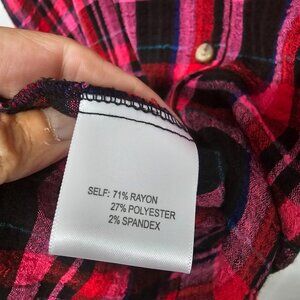 SELF: 71% RAYON
27% POLYESTER
2% SPANDEX